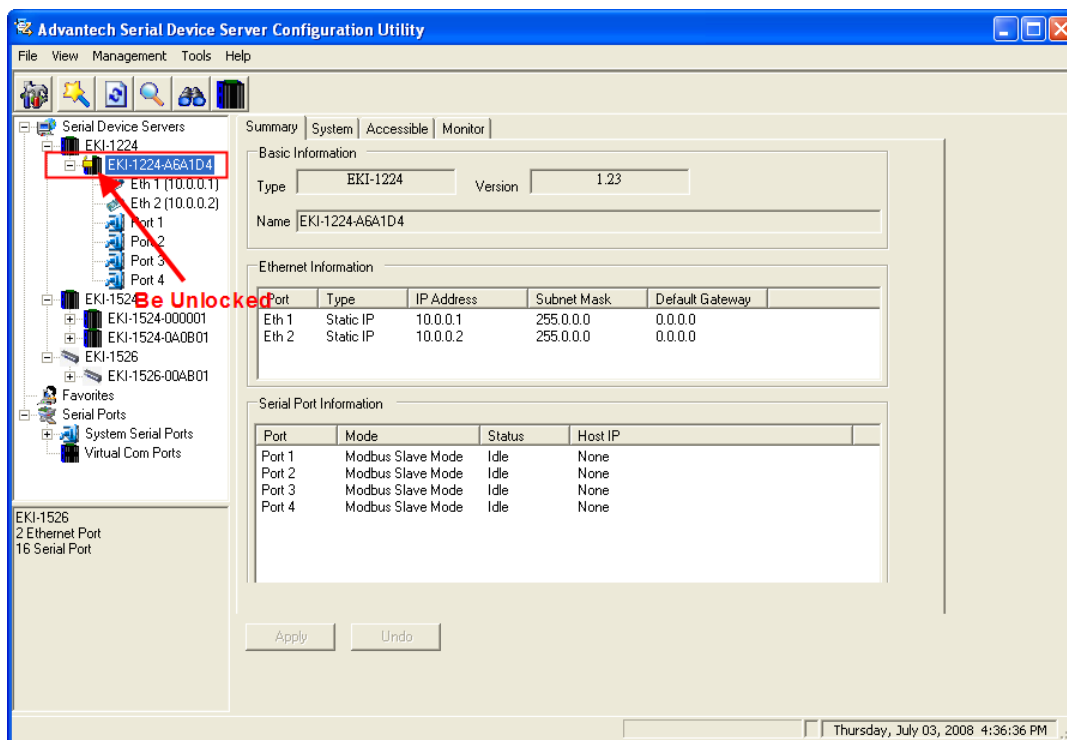 Advantech Serial Device Server Configuration Utility
File View Management Tools Help
Serial Device Servers
EKI-1224
EKI-1224-A6A1D4
Eth 1 (10.0.0.1)
Eth 2 (10.0.0.2)
Port 1
Port 2
Port 3
Port 4
EKI-1524
Be Unlocked
EKI-1524-000001
EKI-1524-0A0B01
EKI-1526
EKI-1526-00AB01
Favorites
Serial Ports
System Serial Ports
Virtual Com Ports
EKI-1526
2 Ethernet Port
16 Serial Port
Summary System Accessible Monitor
Basic Information
Type EKI-1224 Version 1.23
Name EKI-1224-A6A1D4
Ethernet Information
Port Type IP Address Subnet Mask Default Gateway
Eth 1 Static IP 10.0.0.1 255.0.0.0 0.0.0.0
Eth 2 Static IP 10.0.0.2 255.0.0.0 0.0.0.0
Serial Port Information
Port Mode Status Host IP
Port 1 Modbus Slave Mode Idle None
Port 2 Modbus Slave Mode Idle None
Port 3 Modbus Slave Mode Idle None
Port 4 Modbus Slave Mode Idle None
Apply Undo
Thursday, July 03, 2008 4:36:36 PM